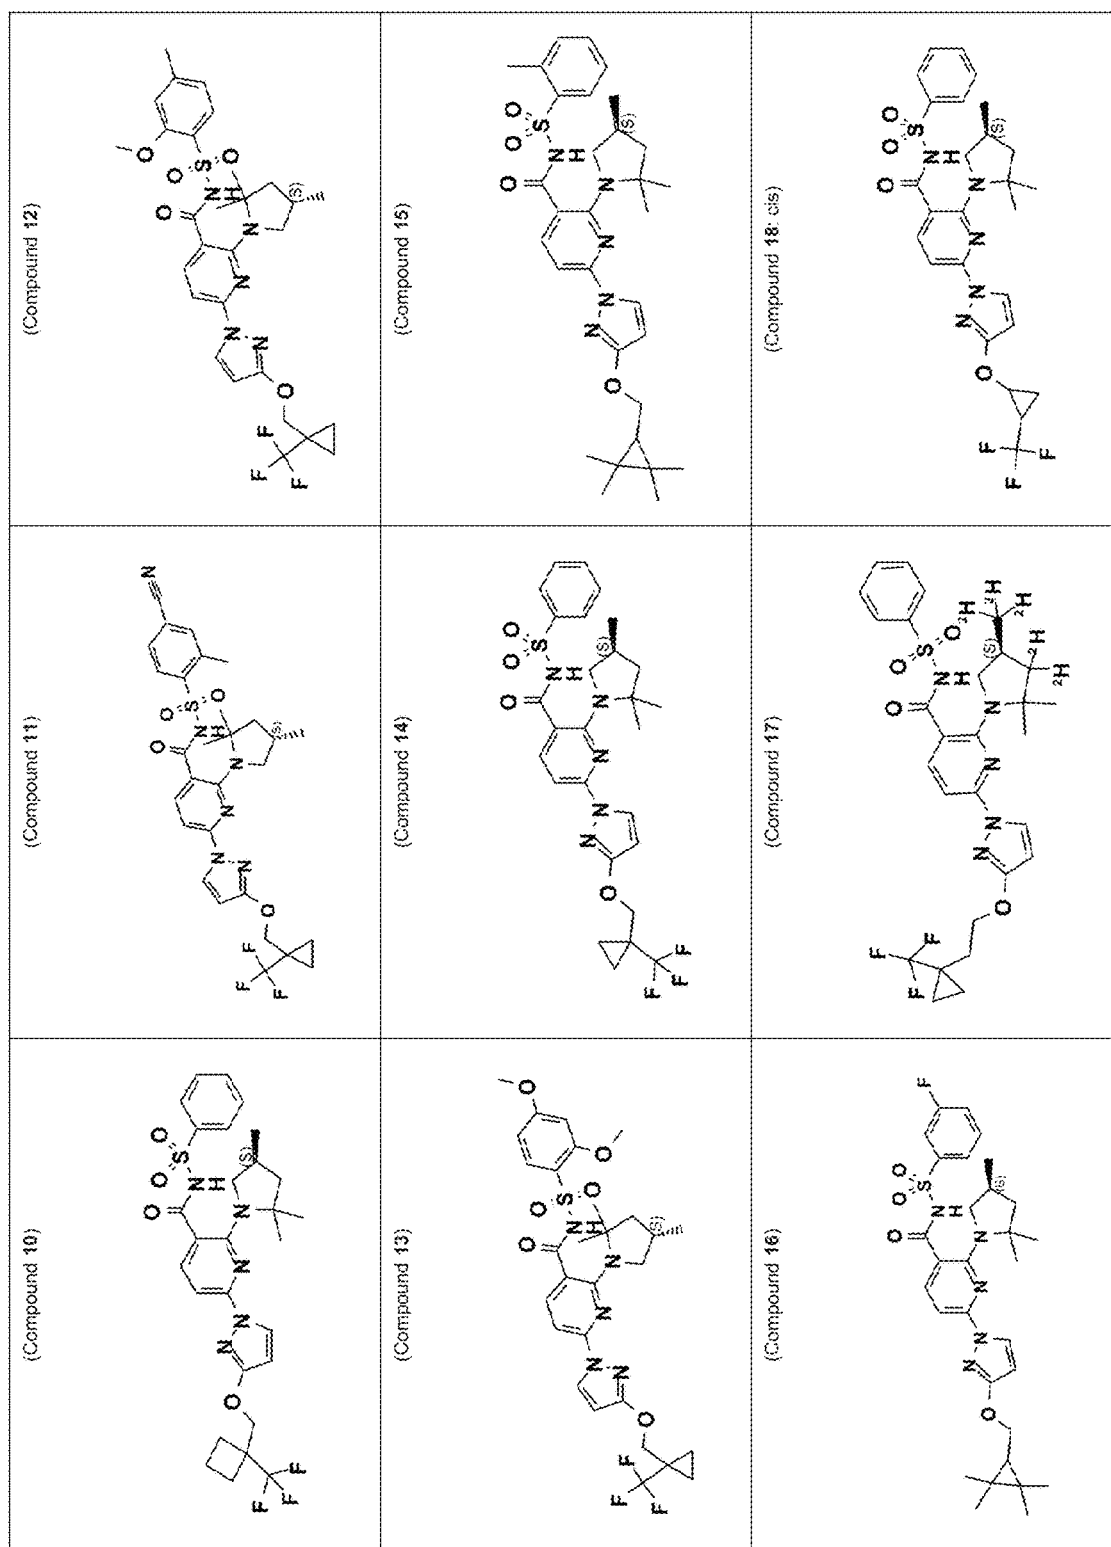 (Compound 10)
(Compound 11)
(Compound 12)
(Compound 13)
(Compound 14)
(Compound 15)
(Compound 16)
(Compound 17)
(Compound 18: cis)